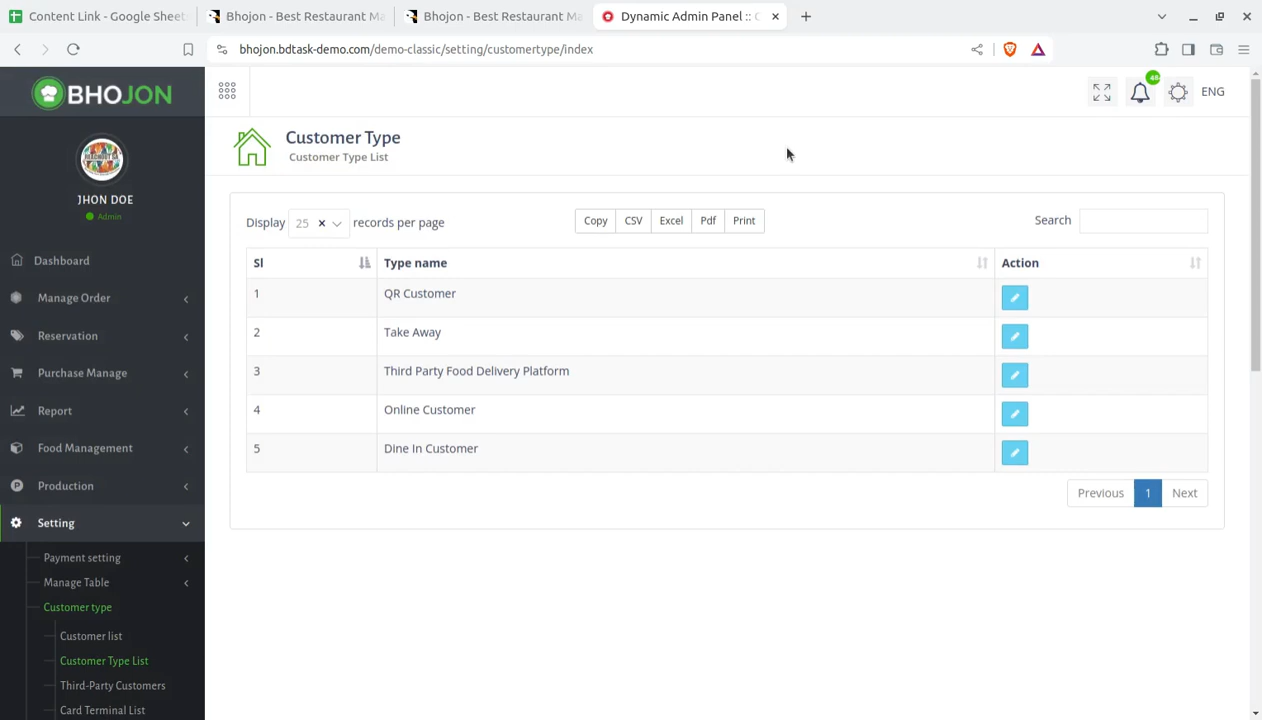 Content Link - Google Sheets
Bhojon - Best Restaurant Ma
Bhojon - Best Restaurant Ma
Dynamic Admin Panel ::
bhojon.bdtask-demo.com/demo-classic/setting/customertype/index
BHOJON
ENG
JHON DOE
Admin
Customer Type
Customer Type List
Dashboard
Manage Order
Reservation
Purchase Manage
Report
Food Management
Production
Setting
Payment setting
Manage Table
Customer type
Customer list
Customer Type List
Third-Party Customers
Card Terminal List
Display 25 × records per page
Copy CSV Excel Pdf Print
Search
Sl Type name Action
1 QR Customer
2 Take Away
3 Third Party Food Delivery Platform
4 Online Customer
5 Dine In Customer
Previous 1 Next